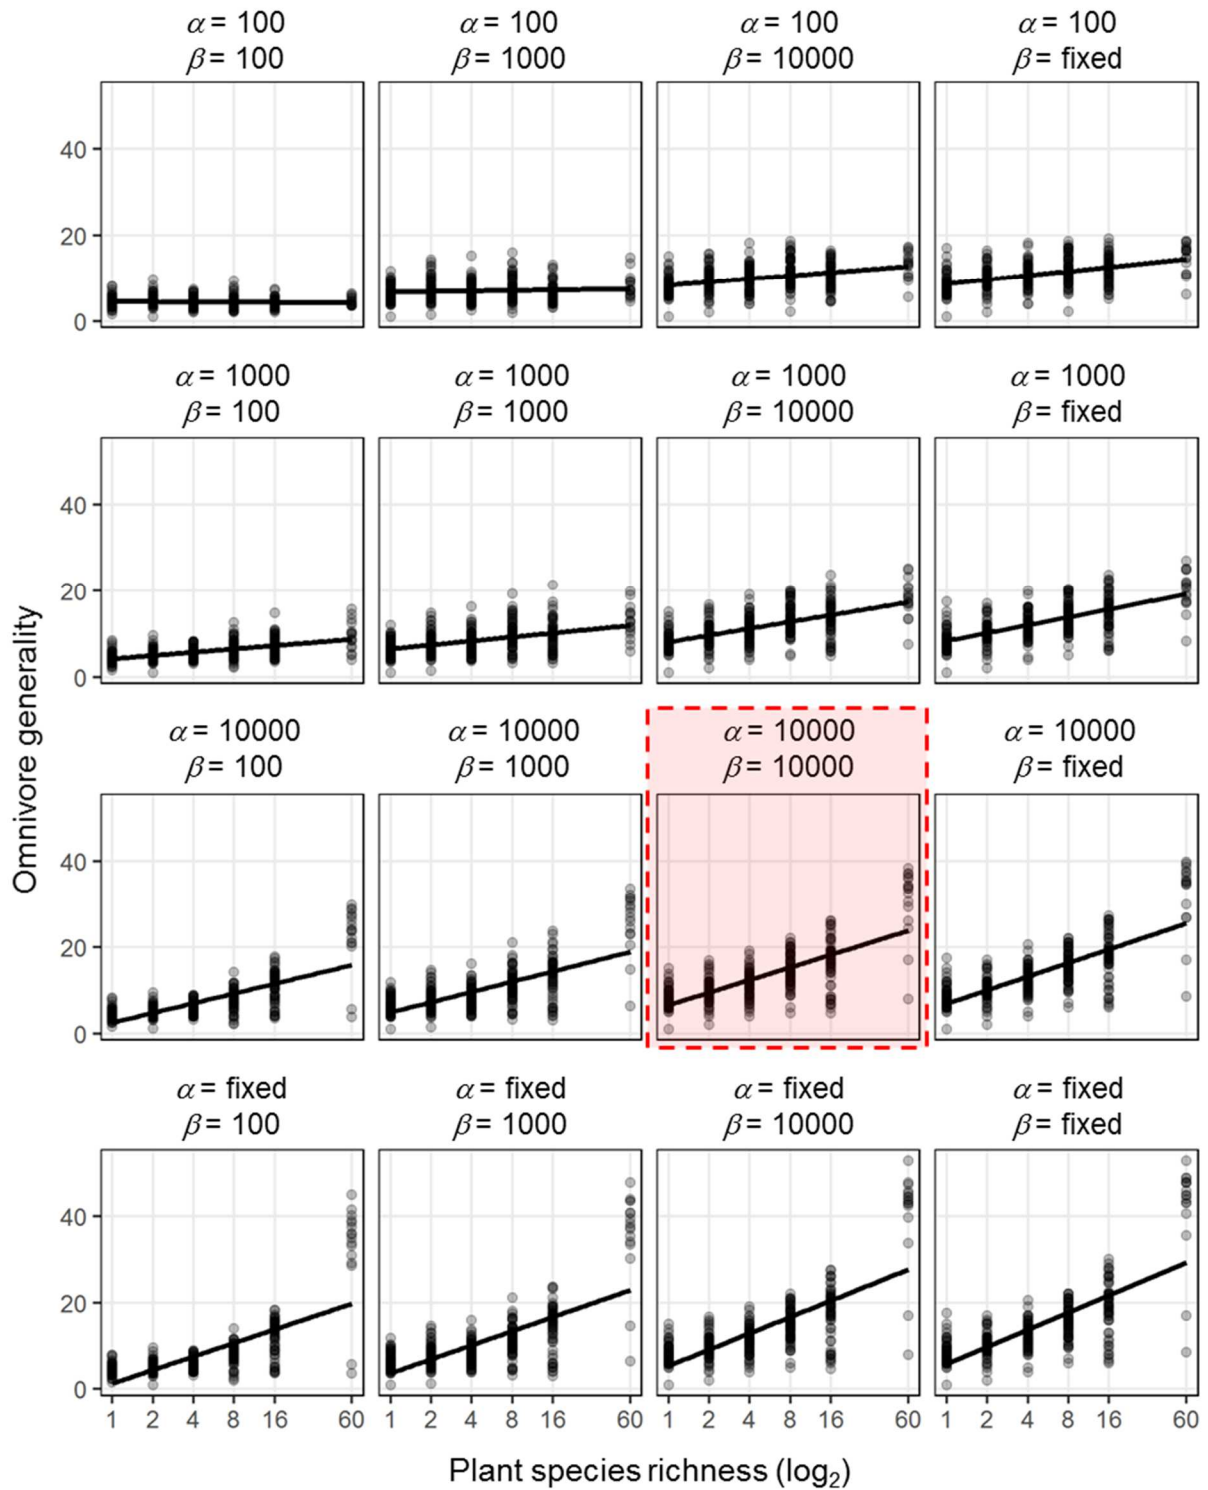 α = 100 α = 100 α = 100 α = 100
β = 100 β = 1000 β = 10000 β = fixed
40
20
0
α = 1000 α = 1000 α = 1000 α = 1000
β = 100 β = 1000 β = 10000 β = fixed
40
20
0
Omnivore generality
α = 10000 α = 10000 α = 10000 α = 10000
β = 100 β = 1000 β = 10000 β = fixed
40
20
0
α = fixed α = fixed α = fixed α = fixed
β = 100 β = 1000 β = 10000 β = fixed
40
20
0
1 2 4 8 16 60 1 2 4 8 16 60 1 2 4 8 16 60 1 2 4 8 16 60
Plant species richness (log₂)